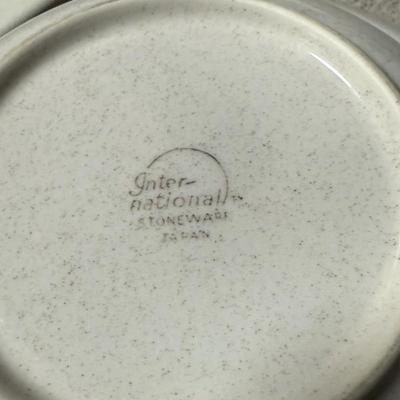 Inter-
national™
STONEWARE
JAPAN